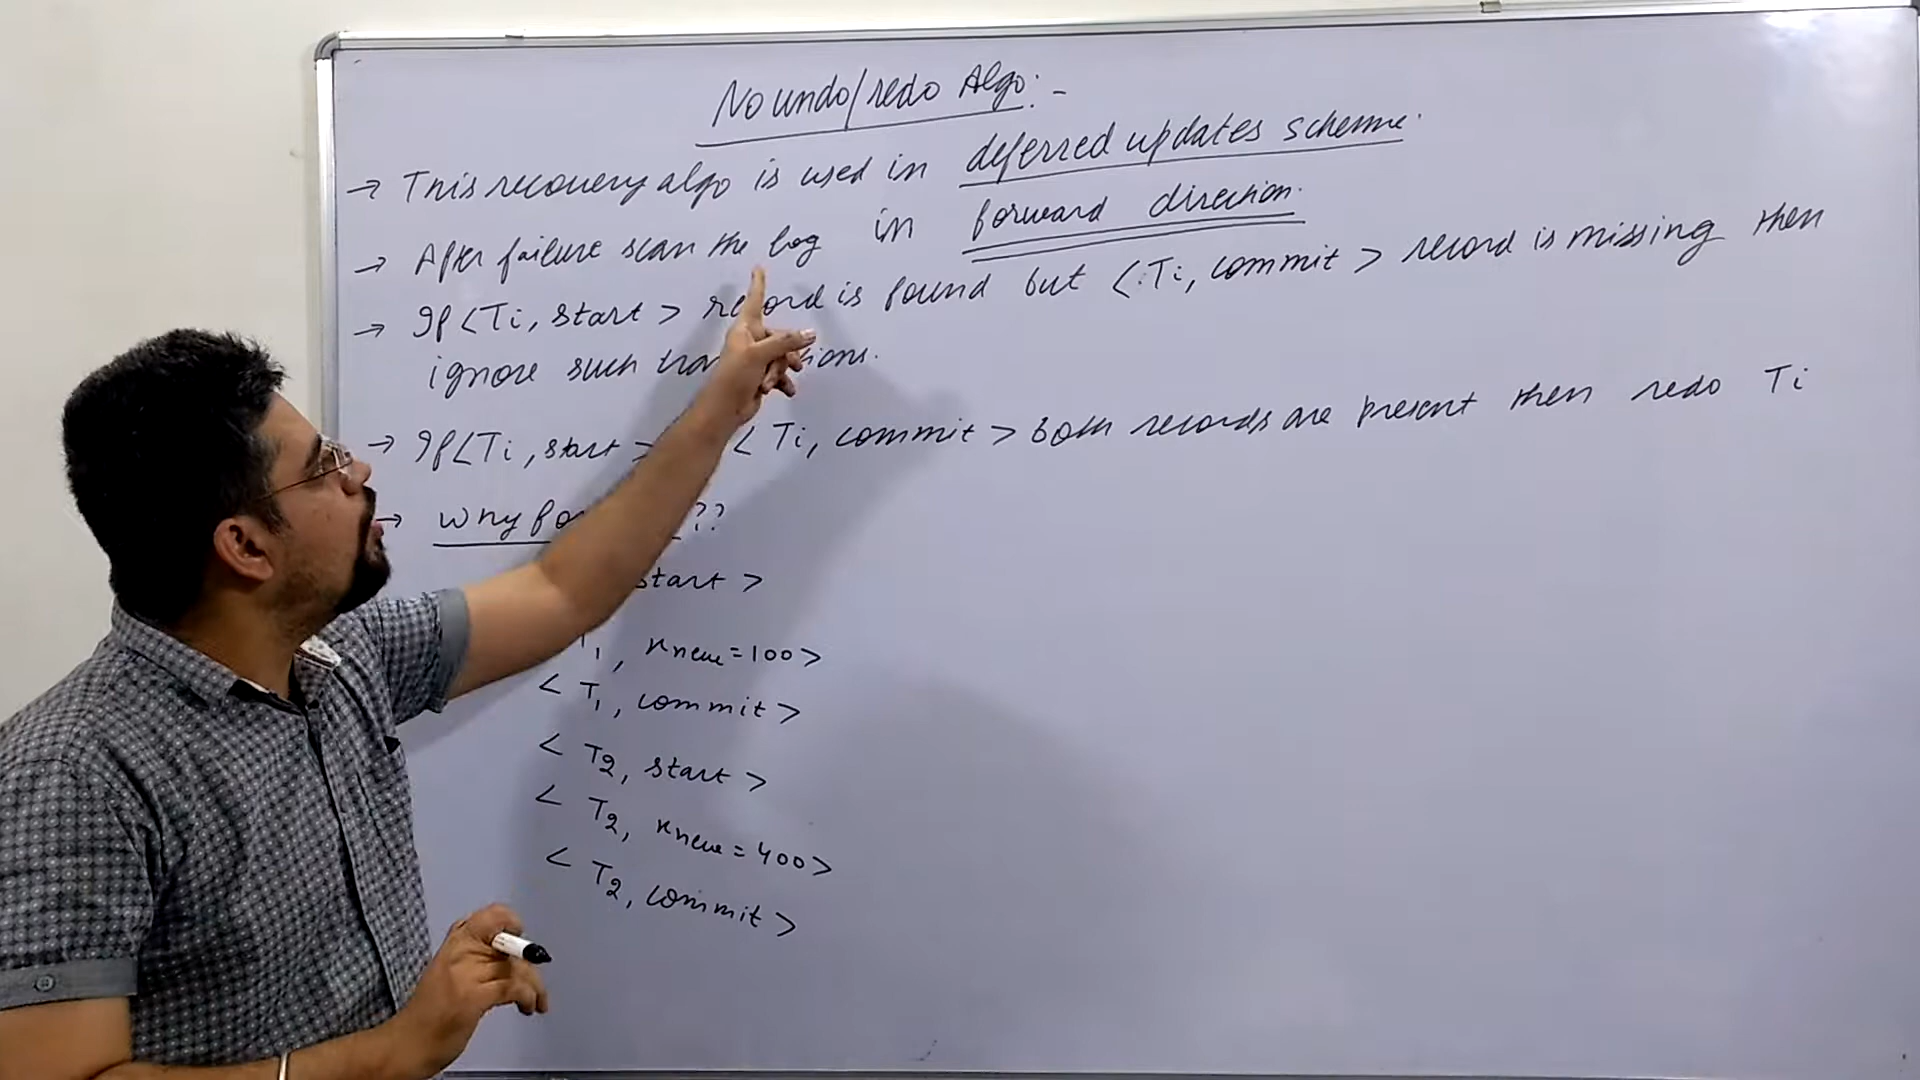 No undo/redo Algo:-
→ This recovery algo is used in deferred updates scheme.
→ After failure scan the log in forward direction.
→ If <Ti, start> record is found but <Ti, commit> record is missing then
ignore such
→ If <Ti, start > < Ti, commit > both records are present then redo Ti
→ Why ??
start >
T1, xnew=100>
< T1, commit>
< T2, start >
< T2, xnew=400>
< T2, commit>